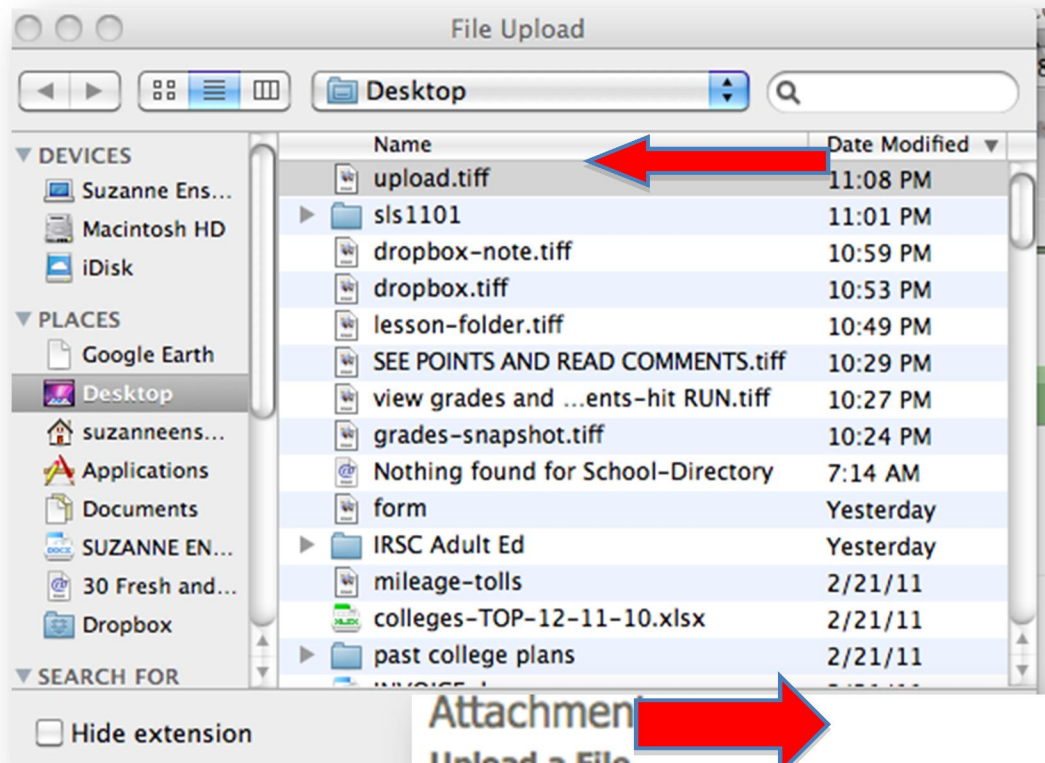 File Upload
Desktop
Name Date Modified
DEVICES
Suzanne Ens...
Macintosh HD
iDisk
PLACES
Google Earth
Desktop
suzanneens...
Applications
Documents
SUZANNE EN...
30 Fresh and...
Dropbox
SEARCH FOR
upload.tiff 11:08 PM
sls1101 11:01 PM
dropbox-note.tiff 10:59 PM
dropbox.tiff 10:53 PM
lesson-folder.tiff 10:49 PM
SEE POINTS AND READ COMMENTS.tiff 10:29 PM
view grades and ...ents-hit RUN.tiff 10:27 PM
grades-snapshot.tiff 10:24 PM
Nothing found for School-Directory 7:14 AM
form Yesterday
IRSC Adult Ed Yesterday
mileage-tolls 2/21/11
colleges-TOP-12-11-10.xlsx 2/21/11
past college plans 2/21/11
Hide extension
Attachmen
Upload a File